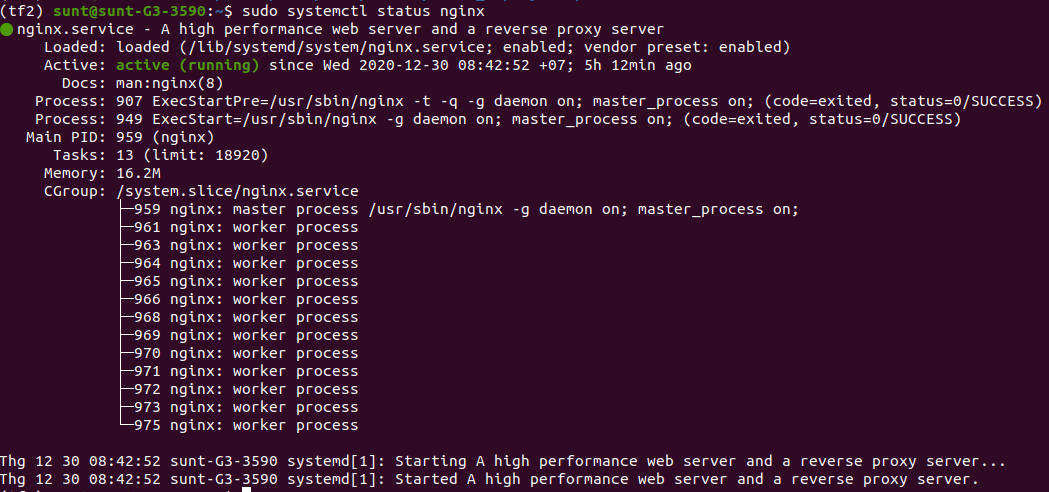 (tf2) sunt@sunt-G3-3590:~$ sudo systemctl status nginx
● nginx.service - A high performance web server and a reverse proxy server
     Loaded: loaded (/lib/systemd/system/nginx.service; enabled; vendor preset: enabled)
     Active: active (running) since Wed 2020-12-30 08:42:52 +07; 5h 12min ago
       Docs: man:nginx(8)
    Process: 907 ExecStartPre=/usr/sbin/nginx -t -q -g daemon on; master_process on; (code=exited, status=0/SUCCESS)
    Process: 949 ExecStart=/usr/sbin/nginx -g daemon on; master_process on; (code=exited, status=0/SUCCESS)
   Main PID: 959 (nginx)
      Tasks: 13 (limit: 18920)
     Memory: 16.2M
     CGroup: /system.slice/nginx.service
             ├─959 nginx: master process /usr/sbin/nginx -g daemon on; master_process on;
             ├─961 nginx: worker process
             ├─963 nginx: worker process
             ├─964 nginx: worker process
             ├─965 nginx: worker process
             ├─966 nginx: worker process
             ├─968 nginx: worker process
             ├─969 nginx: worker process
             ├─970 nginx: worker process
             ├─971 nginx: worker process
             ├─972 nginx: worker process
             ├─973 nginx: worker process
             └─975 nginx: worker process
Thg 12 30 08:42:52 sunt-G3-3590 systemd[1]: Starting A high performance web server and a reverse proxy server...
Thg 12 30 08:42:52 sunt-G3-3590 systemd[1]: Started A high performance web server and a reverse proxy server.